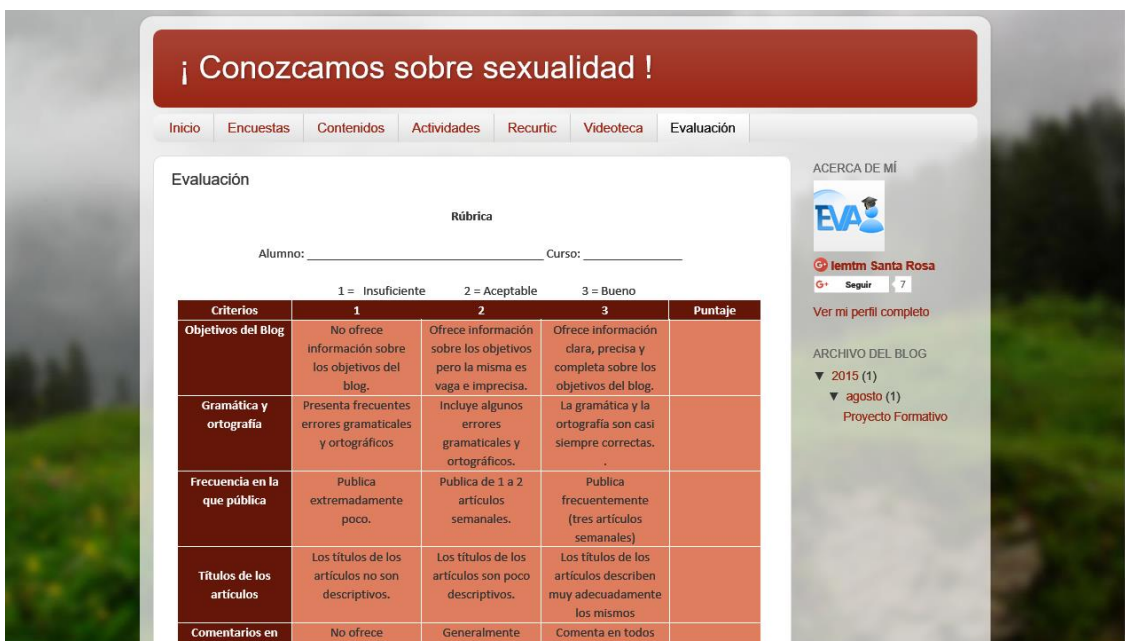 ¡ Conozcamos sobre sexualidad !
Inicio Encuestas Contenidos Actividades Recurtic Videoteca Evaluación
Evaluación
Rúbrica
Alumno: ____________________ Curso: __________
1 = Insuficiente 2 = Aceptable 3 = Bueno
Criterios 1 2 3 Puntaje
Objetivos del Blog
No ofrece
información sobre
los objetivos del
blog.
Ofrece información
sobre los objetivos
pero la misma es
vaga e imprecisa.
Ofrece información
clara, precisa y
completa sobre los
objetivos del blog.
Gramática y
ortografía
Presenta frecuentes
errores gramaticales
y ortográficos
Incluye algunos
errores
gramaticales y
ortográficos.
La gramática y la
ortografía son casi
siempre correctas.
.
Frecuencia en la
que pública
Publica
extremadamente
poco.
Publica de 1 a 2
artículos
semanales.
Publica
frecuentemente
(tres artículos
semanales)
Títulos de los
artículos
Los títulos de los
artículos no son
descriptivos.
Los títulos de los
artículos son poco
descriptivos.
Los títulos de los
artículos describen
muy adecuadamente
los mismos
Comentarios en
No ofrece
Generalmente
Comenta en todos
ACERCA DE MÍ
EVA
G+ Iemtm Santa Rosa
G+ Seguir 7
Ver mi perfil completo
ARCHIVO DEL BLOG
▼ 2015 (1)
▼ agosto (1)
Proyecto Formativo